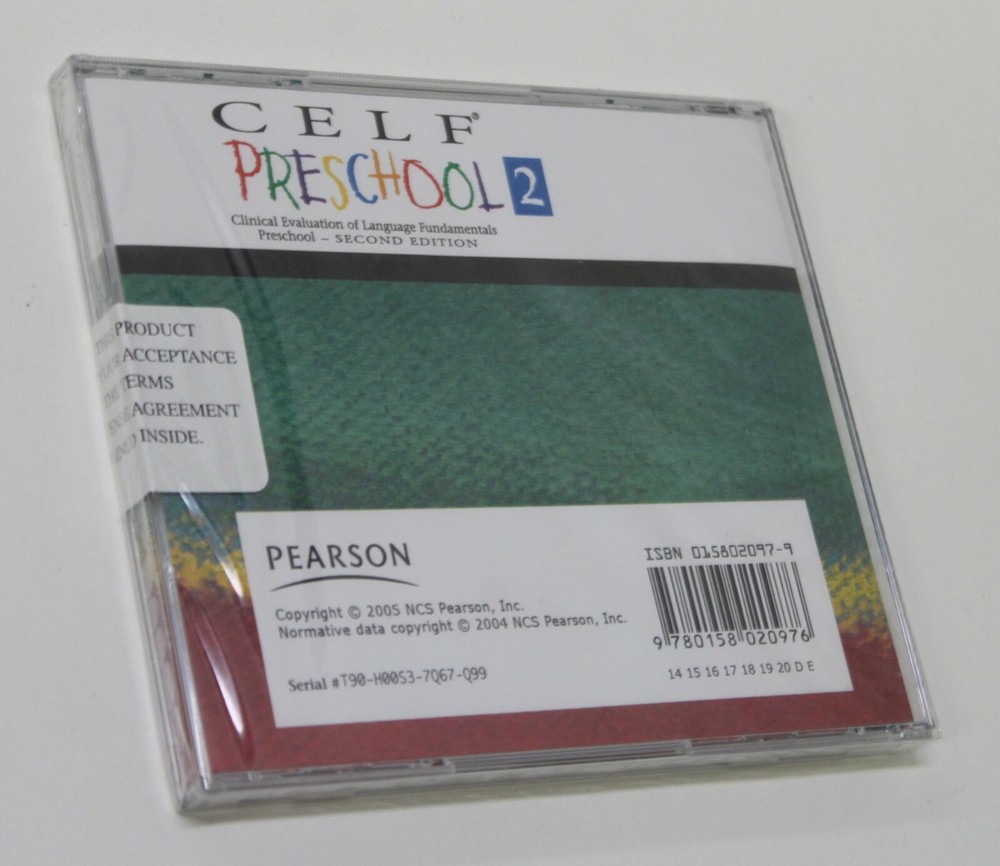 CELF®
PRESCHOOL 2
Clinical Evaluation of Language Fundamentals
Preschool – SECOND EDITION
PRODUCT
ACCEPTANCE
TERMS
AGREEMENT
INSIDE.
PEARSON
Copyright © 2005 NCS Pearson, Inc.
Normative data copyright © 2004 NCS Pearson, Inc.
Serial #T90-H00S3-7Q67-Q99
ISBN 015802097-9
9 780158 020976
14 15 16 17 18 19 20 D E